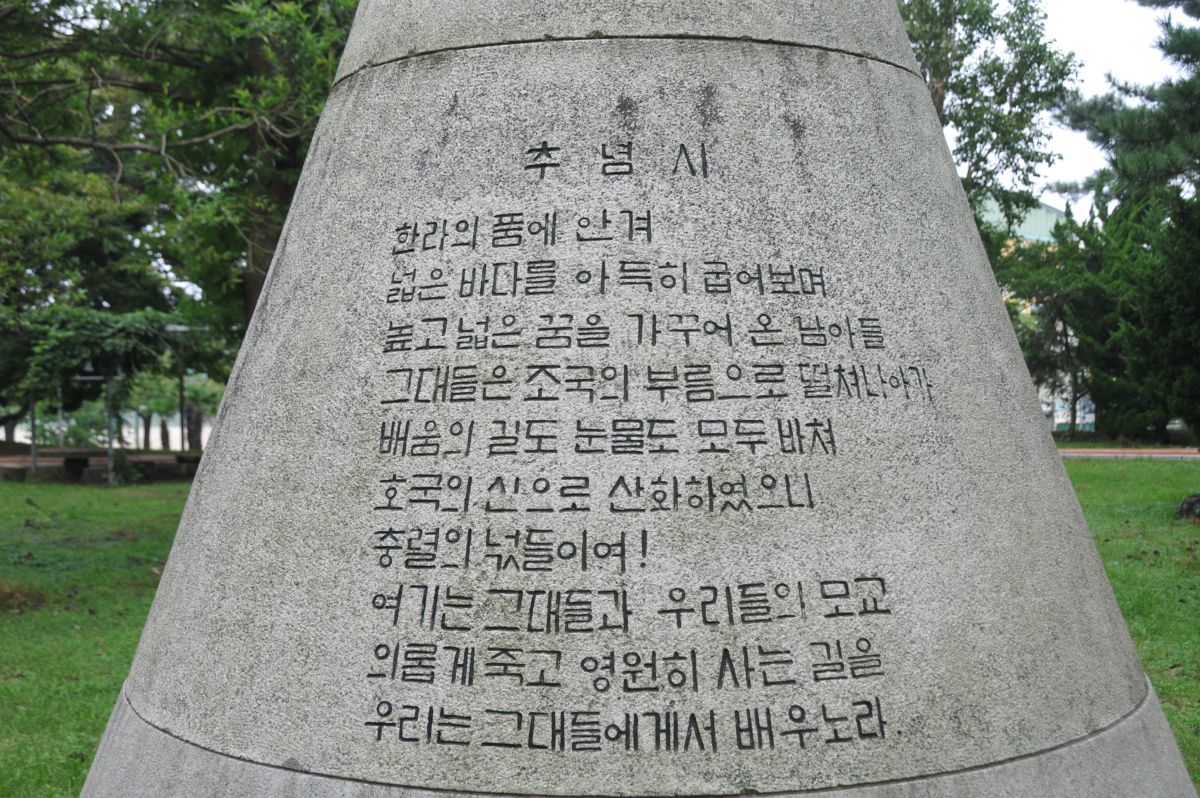 추념시
한라의 품에 안겨
넓은 바다를 아득히 굽어보며
높고 넓은 꿈을 가꾸어 온 남아들
그대들은 조국의 부름으로 떨쳐나아가
배움의 길도 눈물도 모두 바쳐
호국의 신으로 산화하였으니
충렬의 넋들이여!
여기는 그대들과 우리들의 모교
의롭게 죽고 영원히 사는 길을
우리는 그대들에게서 배우노라.